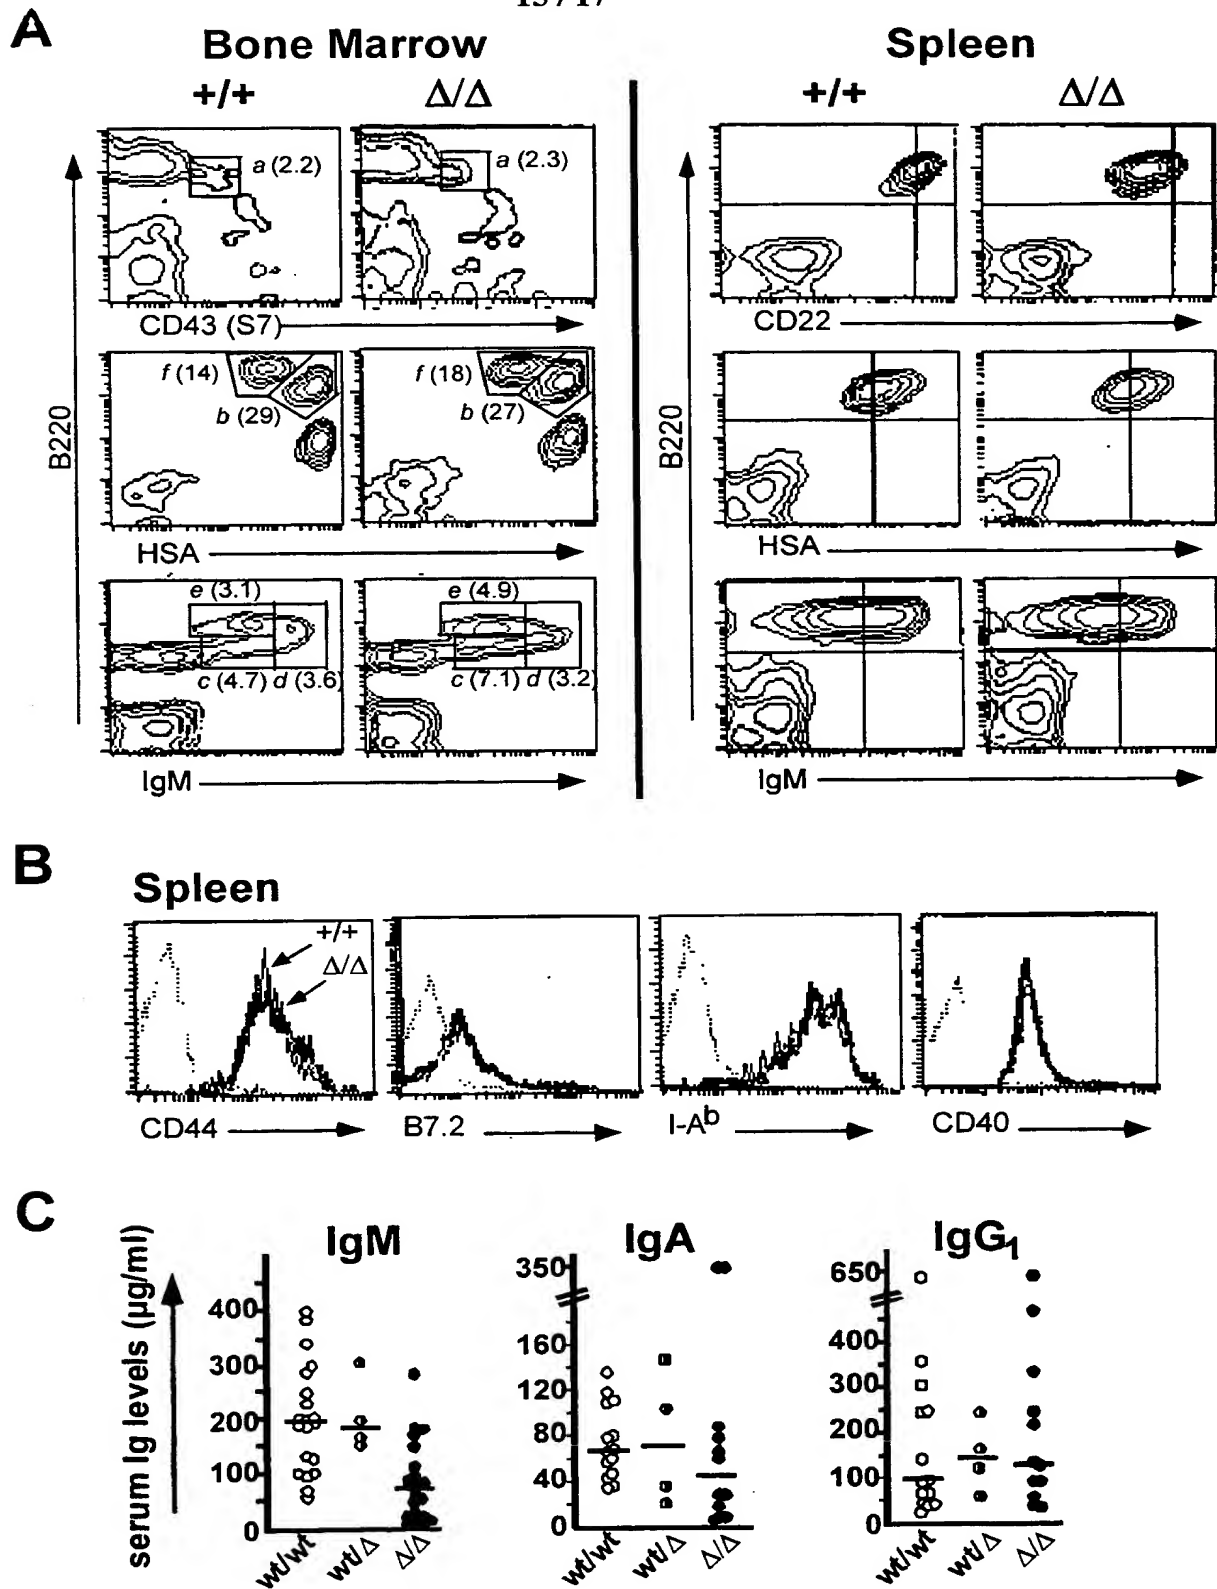 A
Bone Marrow
Spleen
+/+
Δ/Δ
+/+
Δ/Δ
a (2.2)
a (2.3)
CD43 (S7)
CD22
f (14)
b (29)
f (18)
b (27)
B220
B220
HSA
HSA
e (3.1)
c (4.7) d (3.6)
e (4.9)
c (7.1) d (3.2)
IgM
IgM
B
Spleen
+/+
Δ/Δ
CD44
B7.2
I-Ab
CD40
C
serum Ig levels (µg/ml)
IgM
400
300
200
100
0
wt/wt
wt/Δ
Δ/Δ
IgA
350
160
120
80
40
0
wt/wt
wt/Δ
Δ/Δ
IgG1
650
400
300
200
100
0
wt/wt
wt/Δ
Δ/Δ